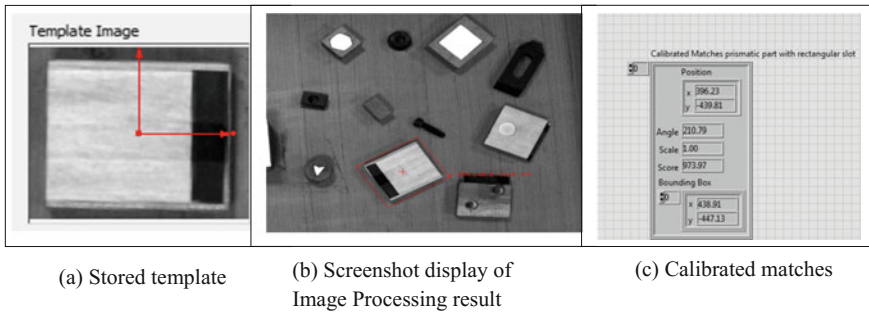 Template Image
Calibrated Matches prismatic part with rectangular slot
0
Position
x 396.23
y -439.81
Angle 210.79
Scale 1.00
Score 973.97
Bounding Box
0
x 438.91
y -447.13
(a) Stored template
(b) Screenshot display of
Image Processing result
(c) Calibrated matches